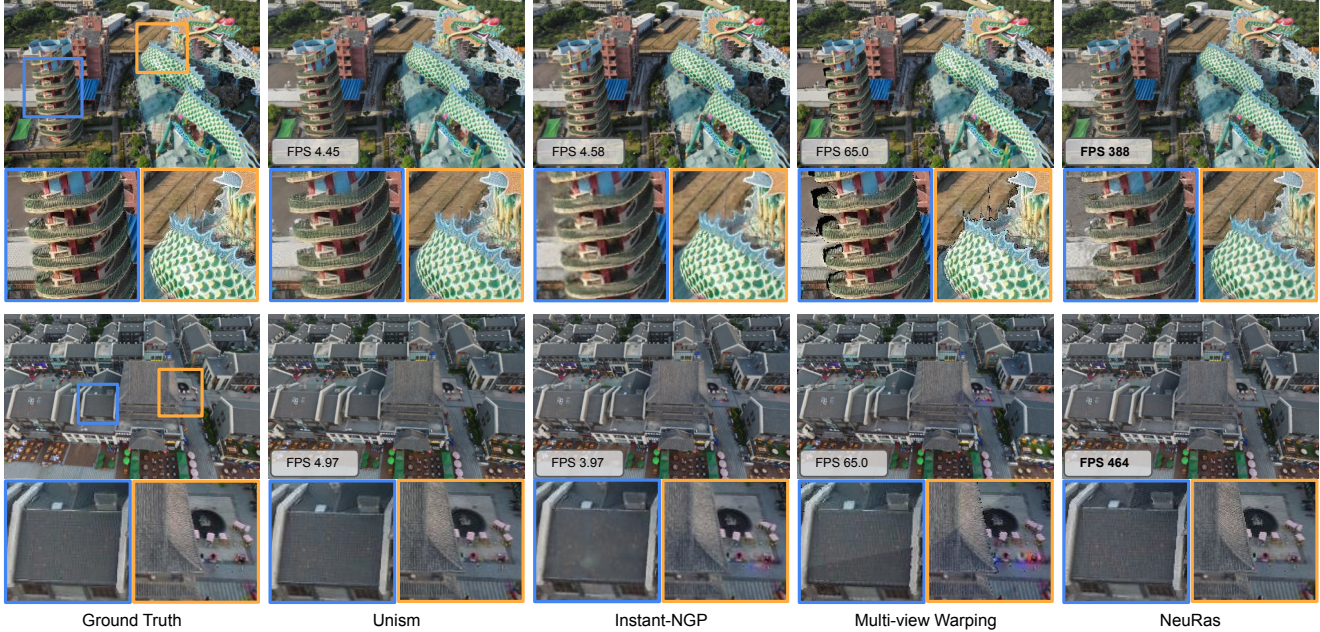 FPS 4.45
FPS 4.58
FPS 65.0
FPS 388
FPS 4.97
FPS 3.97
FPS 65.0
FPS 464
Ground Truth
Unism
Instant-NGP
Multi-view Warping
NeuRas